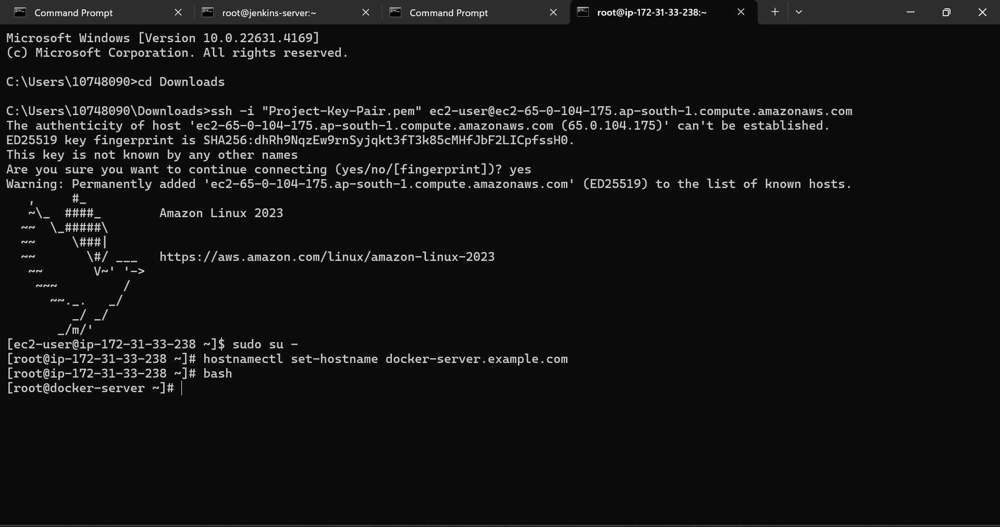 Command Prompt
root@jenkins-server:~
Command Prompt
root@ip-172-31-33-238:~
Microsoft Windows [Version 10.0.22631.4169]
(c) Microsoft Corporation. All rights reserved.
C:\Users\10748090>cd Downloads
C:\Users\10748090\Downloads>ssh -i "Project-Key-Pair.pem" ec2-user@ec2-65-0-104-175.ap-south-1.compute.amazonaws.com
The authenticity of host 'ec2-65-0-104-175.ap-south-1.compute.amazonaws.com (65.0.104.175)' can't be established.
ED25519 key fingerprint is SHA256:dhRh9NqzEw9rnSyjqkt3fT3k85cMHfJbF2LICpfssH0.
This key is not known by any other names
Are you sure you want to continue connecting (yes/no/[fingerprint])? yes
Warning: Permanently added 'ec2-65-0-104-175.ap-south-1.compute.amazonaws.com' (ED25519) to the list of known hosts.
   ,     #_
   ~\_  ####_        Amazon Linux 2023
  ~~  \_#####\
  ~~     \###|
  ~~       \#/ ___   https://aws.amazon.com/linux/amazon-linux-2023
   ~~       V~' '->
    ~~~         /
      ~~._.   _/
         _/ _/
       _/m/'
[ec2-user@ip-172-31-33-238 ~]$ sudo su -
[root@ip-172-31-33-238 ~]# hostnamectl set-hostname docker-server.example.com
[root@ip-172-31-33-238 ~]# bash
[root@docker-server ~]#